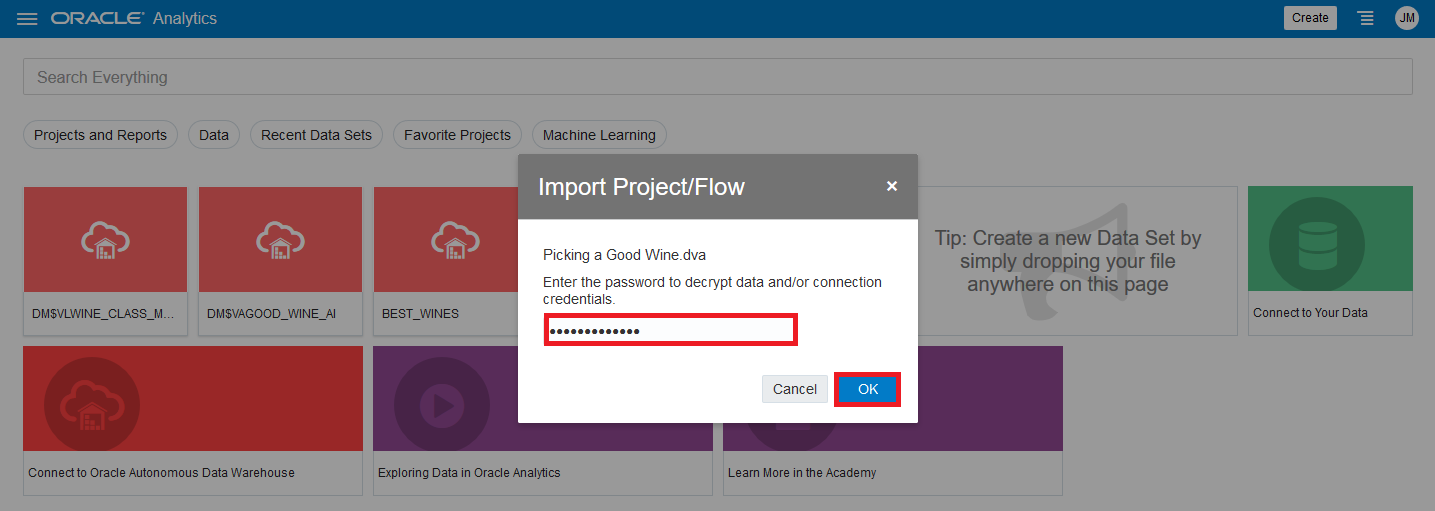 ORACLE® Analytics
Create
JM
Search Everything
Projects and Reports
Data
Recent Data Sets
Favorite Projects
Machine Learning
Import Project/Flow
×
Picking a Good Wine.dva
Enter the password to decrypt data and/or connection
credentials.
•••••••••••••
Cancel
OK
DM$VLWINE_CLASS_M...
DM$VAGOOD_WINE_AI
BEST_WINES
Tip: Create a new Data Set by
simply dropping your file
anywhere on this page
Connect to Your Data
Connect to Oracle Autonomous Data Warehouse
Exploring Data in Oracle Analytics
Learn More in the Academy